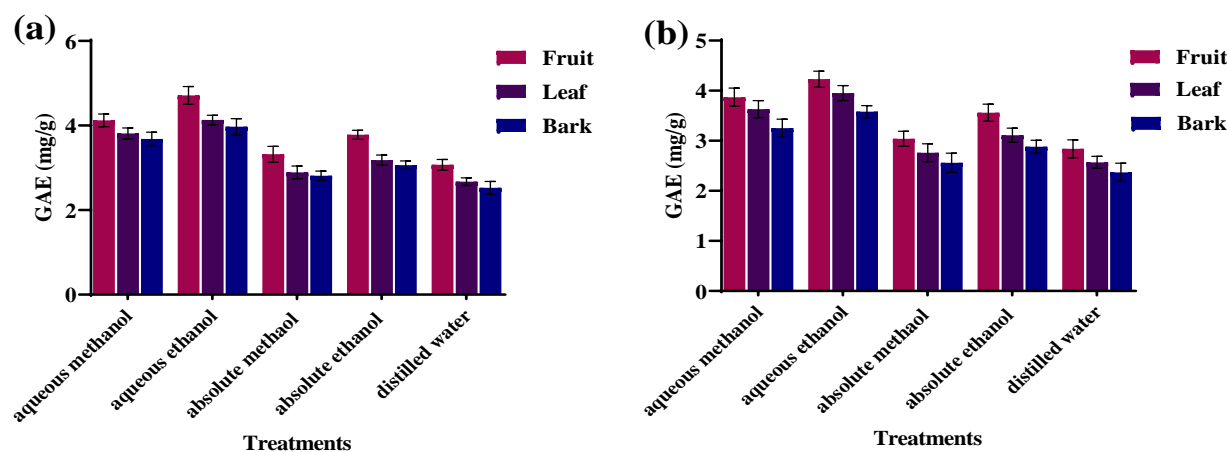 (a)
6
4
2
0
GAE (mg/g)
Fruit
Leaf
Bark
aqueous methanol
aqueous ethanol
absolute methaol
absolute ethanol
distilled water
Treatments
(b)
5
4
3
2
1
0
GAE (mg/g)
Fruit
Leaf
Bark
aqueous methanol
aqueous ethanol
absolute methaol
absolute ethanol
distilled water
Treatments